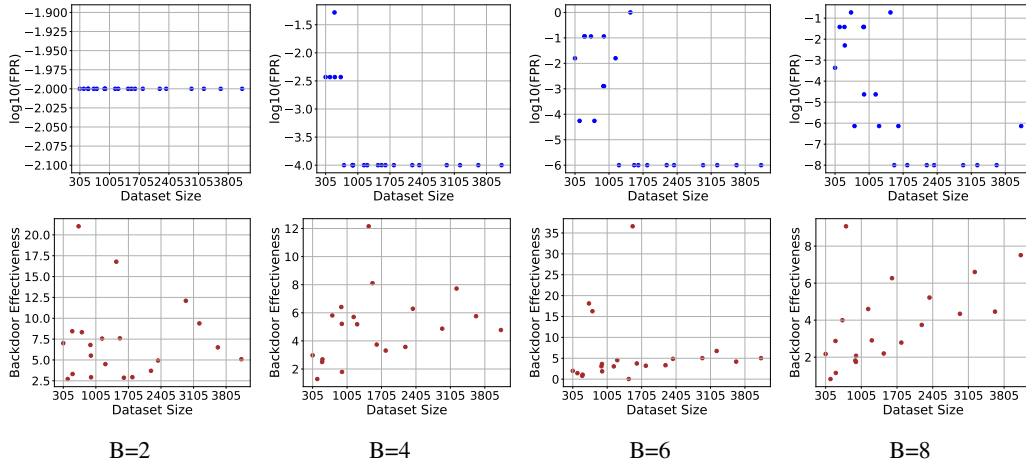 log10(FPR)
−1.900
−1.925
−1.950
−1.975
−2.000
−2.025
−2.050
−2.075
−2.100
305 1005 1705 2405 3105 3805
Dataset Size
log10(FPR)
−1.5
−2.0
−2.5
−3.0
−3.5
−4.0
305 1005 1705 2405 3105 3805
Dataset Size
log10(FPR)
0
−1
−2
−3
−4
−5
−6
305 1005 1705 2405 3105 3805
Dataset Size
log10(FPR)
−1
−2
−3
−4
−5
−6
−7
−8
305 1005 1705 2405 3105 3805
Dataset Size
Backdoor Effectiveness
20.0
17.5
15.0
12.5
10.0
7.5
5.0
2.5
305 1005 1705 2405 3105 3805
Dataset Size
Backdoor Effectiveness
12
10
8
6
4
2
305 1005 1705 2405 3105 3805
Dataset Size
Backdoor Effectiveness
35
30
25
20
15
10
5
0
305 1005 1705 2405 3105 3805
Dataset Size
Backdoor Effectiveness
8
6
4
2
305 1005 1705 2405 3105 3805
Dataset Size
B=2 B=4 B=6 B=8